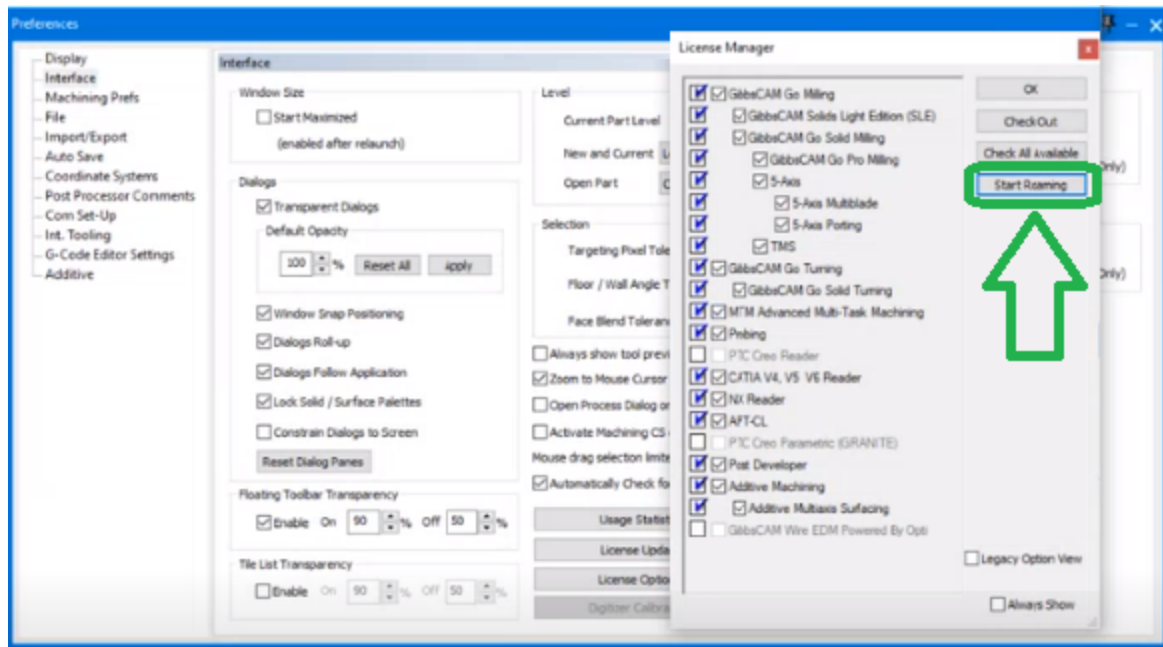 Preferences
Display
Interface
Machining Prefs
File
Import/Export
Auto Save
Coordinate Systems
Post Processor Comments
Com Set-Up
Int. Tooling
G-Code Editor Settings
Additive
Interface
Window Size
Start Maximized
(enabled after relaunch)
Dialogs
Transparent Dialogs
Default Opacity
100 % Reset All Apply
Window Snap Positioning
Dialogs Roll-up
Dialogs Follow Application
Lock Solid / Surface Palettes
Constrain Dialogs to Screen
Reset Dialog Panes
Floating Toolbar Transparency
Enable On 90 % Off 50 %
Tile List Transparency
Enable On 90 % Off 50 %
Level
Current Part Level
New and Current
Open Part
Selection
Targeting Pixel Tole
Floor / Wall Angle T
Face Blend Toleran
Always show tool previ
Zoom to Mouse Cursor
Open Process Dialog or
Activate Machining CS
Mouse drag selection limite
Automatically Check fo
Usage Statist
License Upda
License Optio
Digitizer Calibra
License Manager
GibbsCAM Go Milling
GibbsCAM Solids Light Edition (SLE)
GibbsCAM Go Solid Milling
GibbsCAM Go Pro Milling
5-Axis
5-Axis Multiblade
5-Axis Porting
TMS
GibbsCAM Go Turning
GibbsCAM Go Solid Turning
MTM Advanced Multi-Task Machining
Probing
PTC Creo Reader
CATIA V4, V5 V6 Reader
NX Reader
AFT-CL
PTC Creo Parametric (GRANITE)
Post Developer
Additive Machining
Additive Multiaxis Surfacing
GibbsCAM Wire EDM Powered By Opti
OK
Check Out
Check All Available
Start Roaming
Legacy Option View
Always Show
Only)
Only)